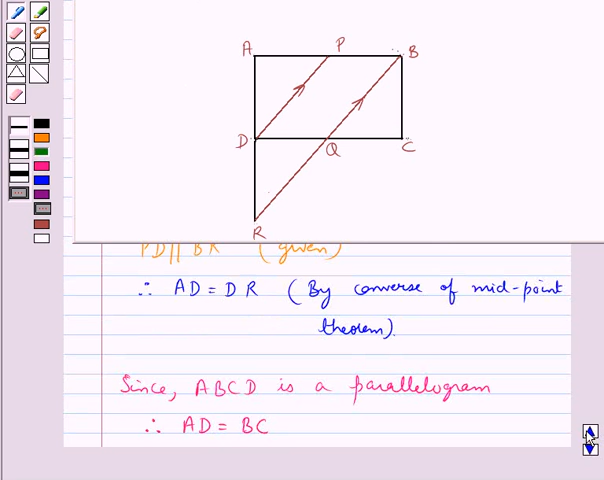 A P B
D Q C
R
PD || BR (given)
∴ AD = DR (By converse of mid-point
theorem).
Since, ABCD is a parallelogram
∴ AD = BC